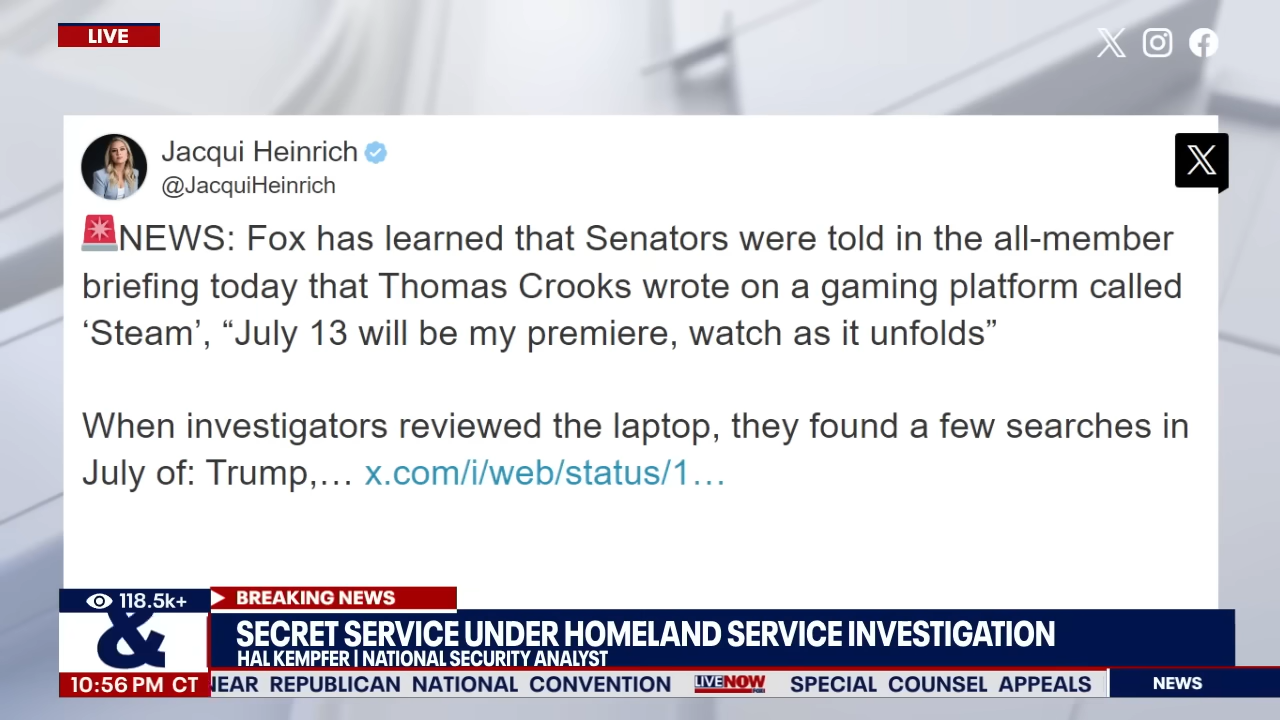 LIVE
Jacqui Heinrich
@JacquiHeinrich
NEWS: Fox has learned that Senators were told in the all-member
briefing today that Thomas Crooks wrote on a gaming platform called
‘Steam’, “July 13 will be my premiere, watch as it unfolds”
When investigators reviewed the laptop, they found a few searches in
July of: Trump,… x.com/i/web/status/1…
118.5k+
BREAKING NEWS
&
SECRET SERVICE UNDER HOMELAND SERVICE INVESTIGATION
HAL KEMPFER | NATIONAL SECURITY ANALYST
10:56 PM CT
NEAR REPUBLICAN NATIONAL CONVENTION LIVENOW FOX SPECIAL COUNSEL APPEALS
NEWS